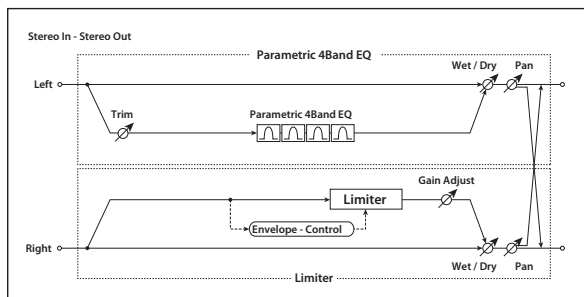 Stereo In - Stereo Out
Parametric 4Band EQ
Wet / Dry Pan
Left
Trim Parametric 4Band EQ
Gain Adjust
Limiter
Envelope - Control
Right
Wet / Dry Pan
Limiter